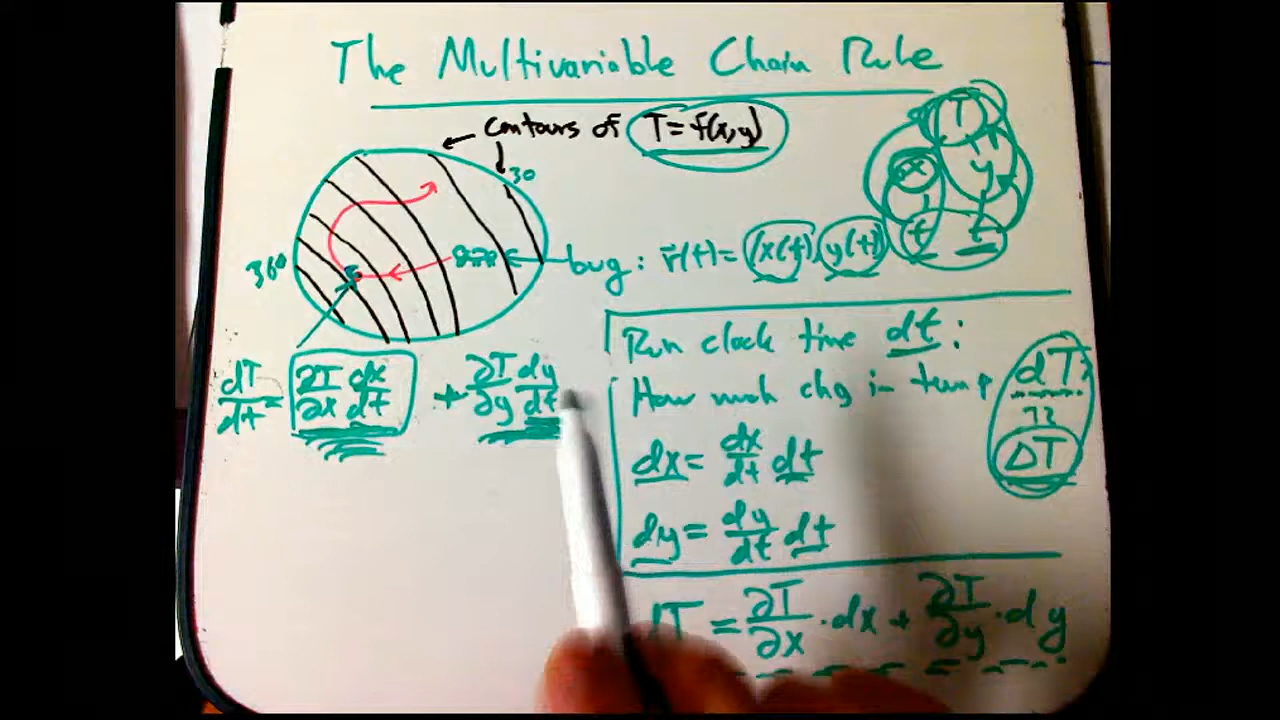 The Multivariable Chain Rule
contours of T=f(x,y)
30
36°
T
x y
t t
bug: r⃗(t)= (x(t), y(t))
dT/dt = ∂T/∂x dx/dt + ∂T/∂y dy/dt
Run clock time dt:
How much chg in temp
dT?
≈
ΔT
dx= dx/dt dt
dy= dy/dt dt
dT = ∂T/∂x · dx + ∂T/∂y · dy